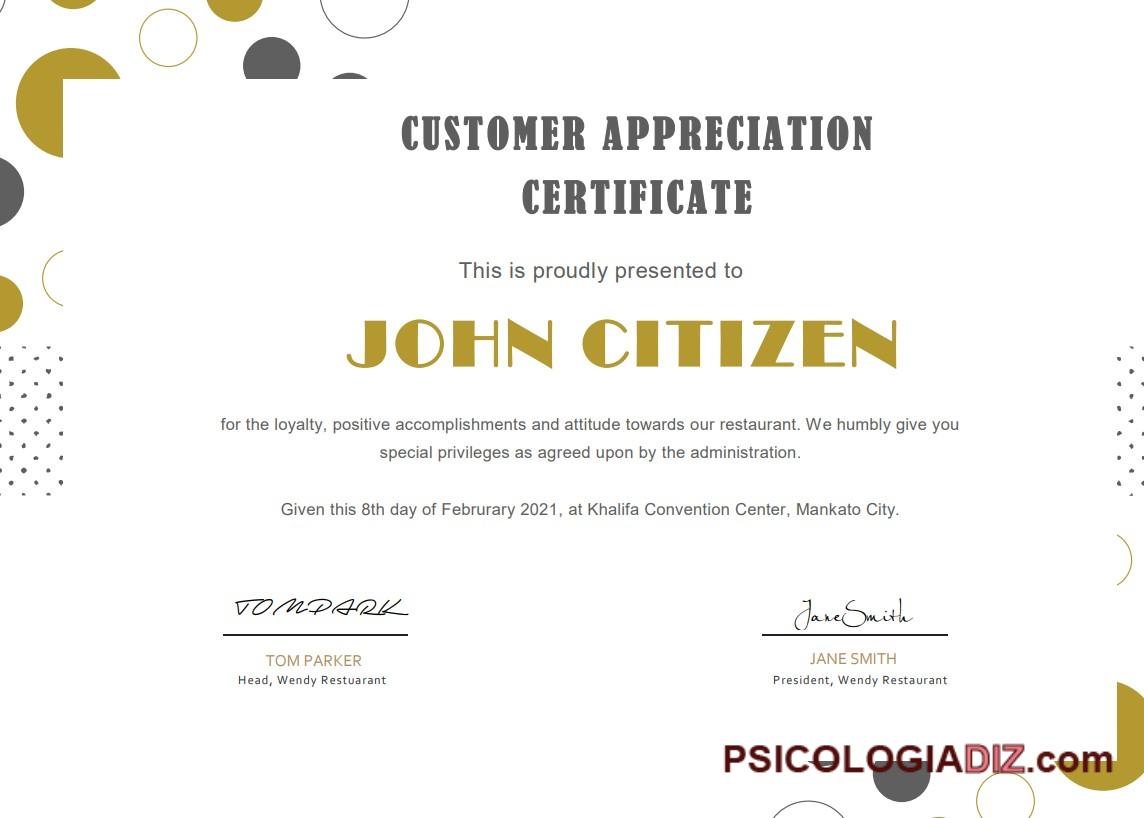 CUSTOMER APPRECIATION
CERTIFICATE
This is proudly presented to
JOHN CITIZEN
for the loyalty, positive accomplishments and attitude towards our restaurant. We humbly give you
special privileges as agreed upon by the administration.
Given this 8th day of Februrary 2021, at Khalifa Convention Center, Mankato City.
TOMPARK
JaneSmith
TOM PARKER
JANE SMITH
Head, Wendy Restuarant
President, Wendy Restaurant
PSICOLOGIADIZ.com